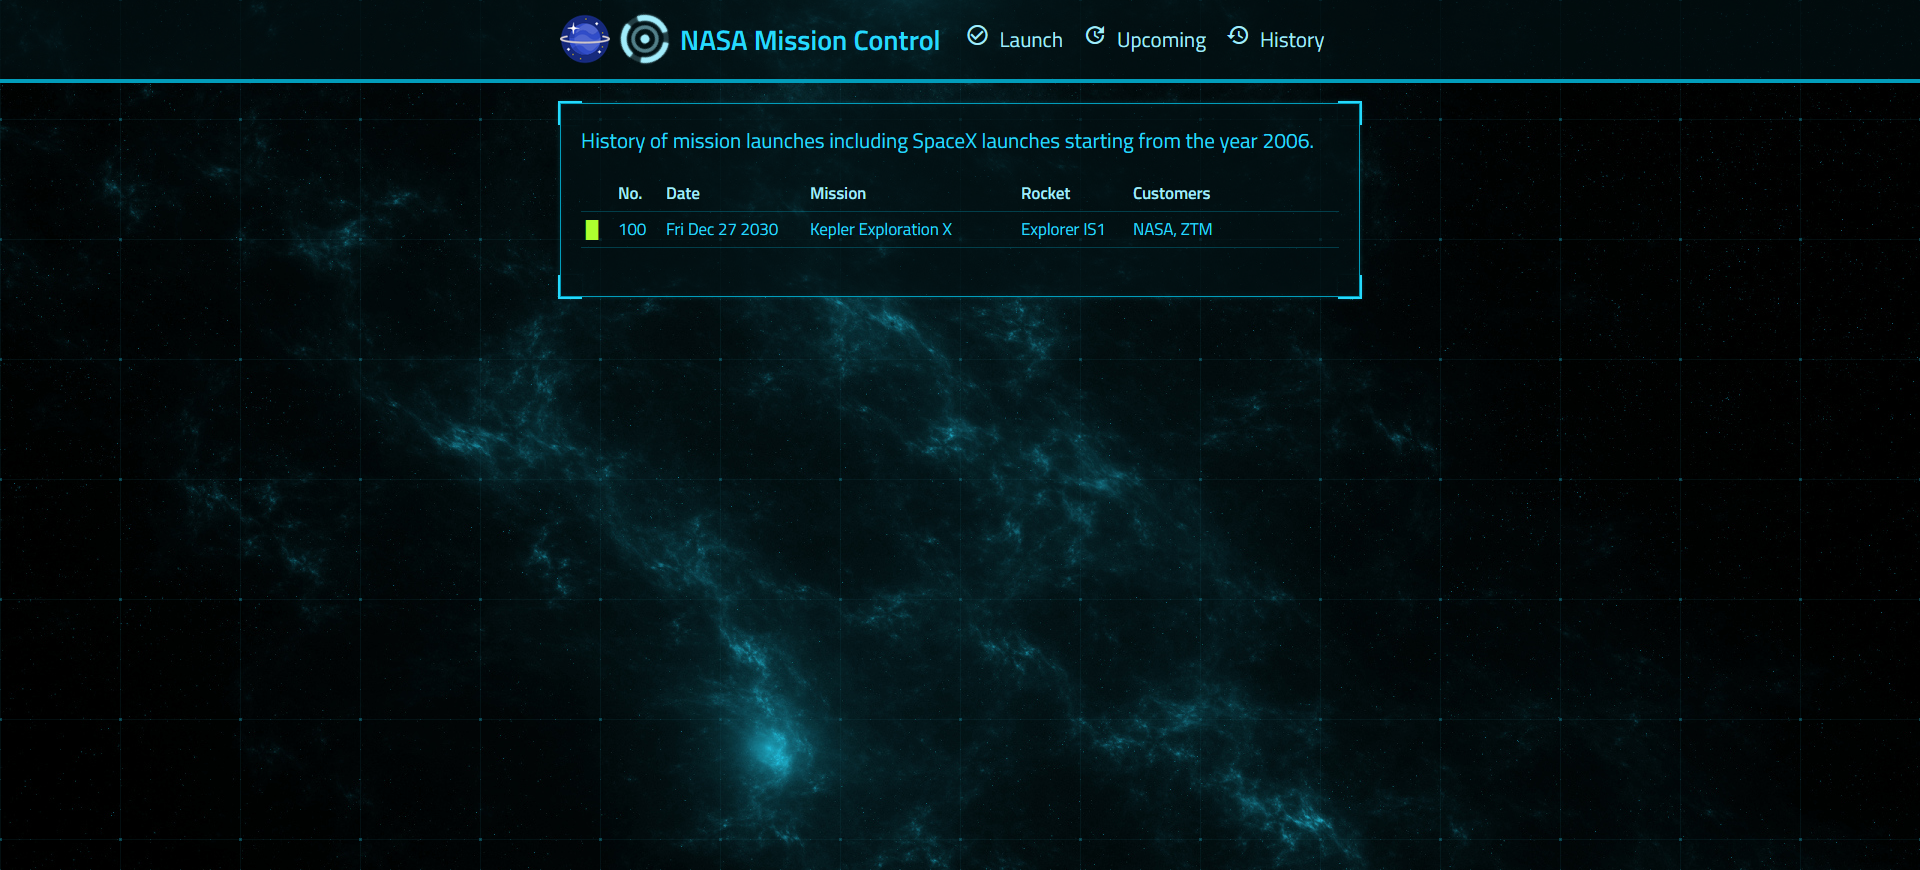 NASA Mission Control Launch Upcoming History
History of mission launches including SpaceX launches starting from the year 2006.
No. Date Mission Rocket Customers
100 Fri Dec 27 2030 Kepler Exploration X Explorer IS1 NASA, ZTM